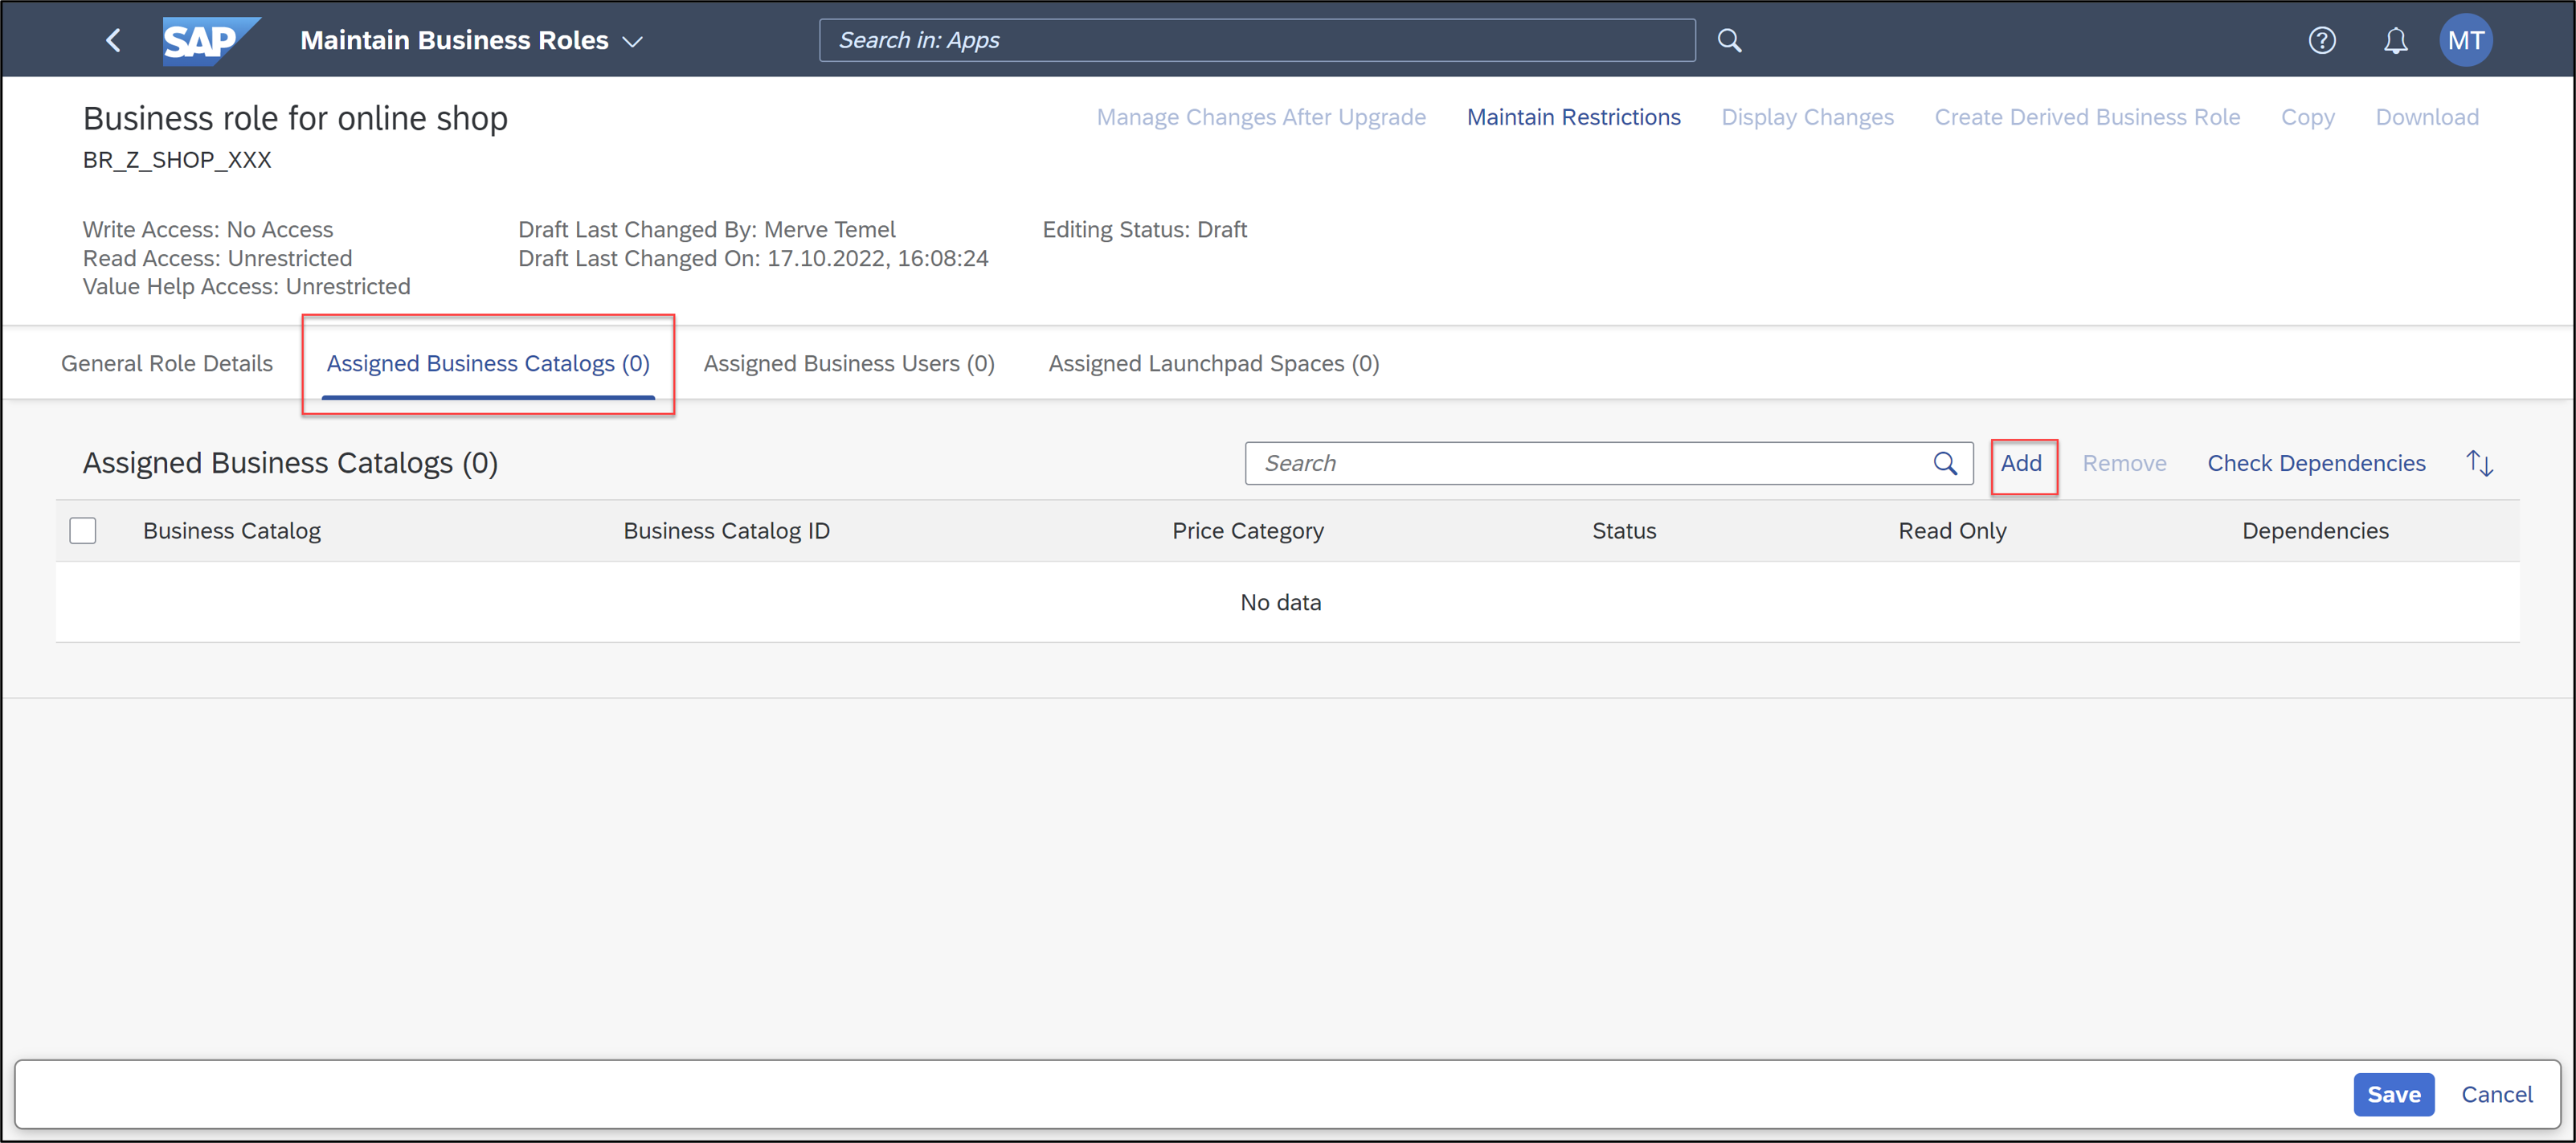 SAP Maintain Business Roles Search in: Apps MT
Business role for online shop Manage Changes After Upgrade Maintain Restrictions Display Changes Create Derived Business Role Copy Download
BR_Z_SHOP_XXX
Write Access: No Access Draft Last Changed By: Merve Temel Editing Status: Draft
Read Access: Unrestricted Draft Last Changed On: 17.10.2022, 16:08:24
Value Help Access: Unrestricted
General Role Details Assigned Business Catalogs (0) Assigned Business Users (0) Assigned Launchpad Spaces (0)
Assigned Business Catalogs (0) Search Add Remove Check Dependencies
Business Catalog Business Catalog ID Price Category Status Read Only Dependencies
No data
Save Cancel